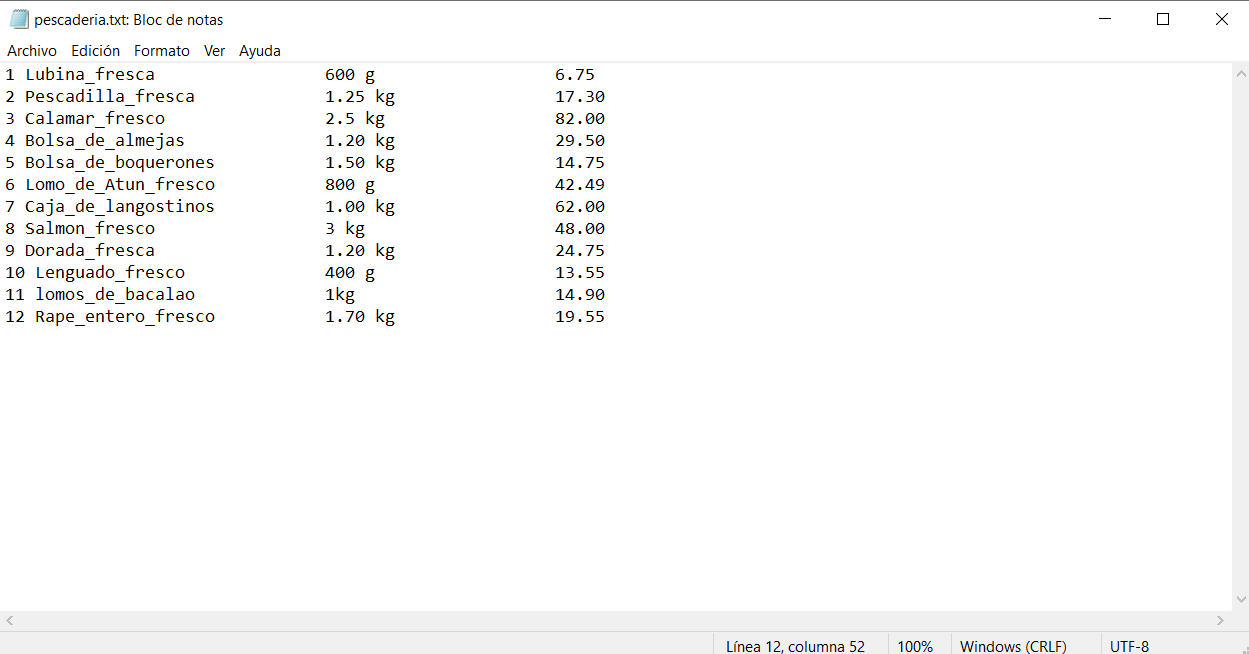 pescaderia.txt: Bloc de notas
Archivo Edición Formato Ver Ayuda
1 Lubina_fresca 600 g 6.75
2 Pescadilla_fresca 1.25 kg 17.30
3 Calamar_fresco 2.5 kg 82.00
4 Bolsa_de_almejas 1.20 kg 29.50
5 Bolsa_de_boquerones 1.50 kg 14.75
6 Lomo_de_Atun_fresco 800 g 42.49
7 Caja_de_langostinos 1.00 kg 62.00
8 Salmon_fresco 3 kg 48.00
9 Dorada_fresca 1.20 kg 24.75
10 Lenguado_fresco 400 g 13.55
11 lomos_de_bacalao 1kg 14.90
12 Rape_entero_fresco 1.70 kg 19.55
Línea 12, columna 52 100% Windows (CRLF) UTF-8